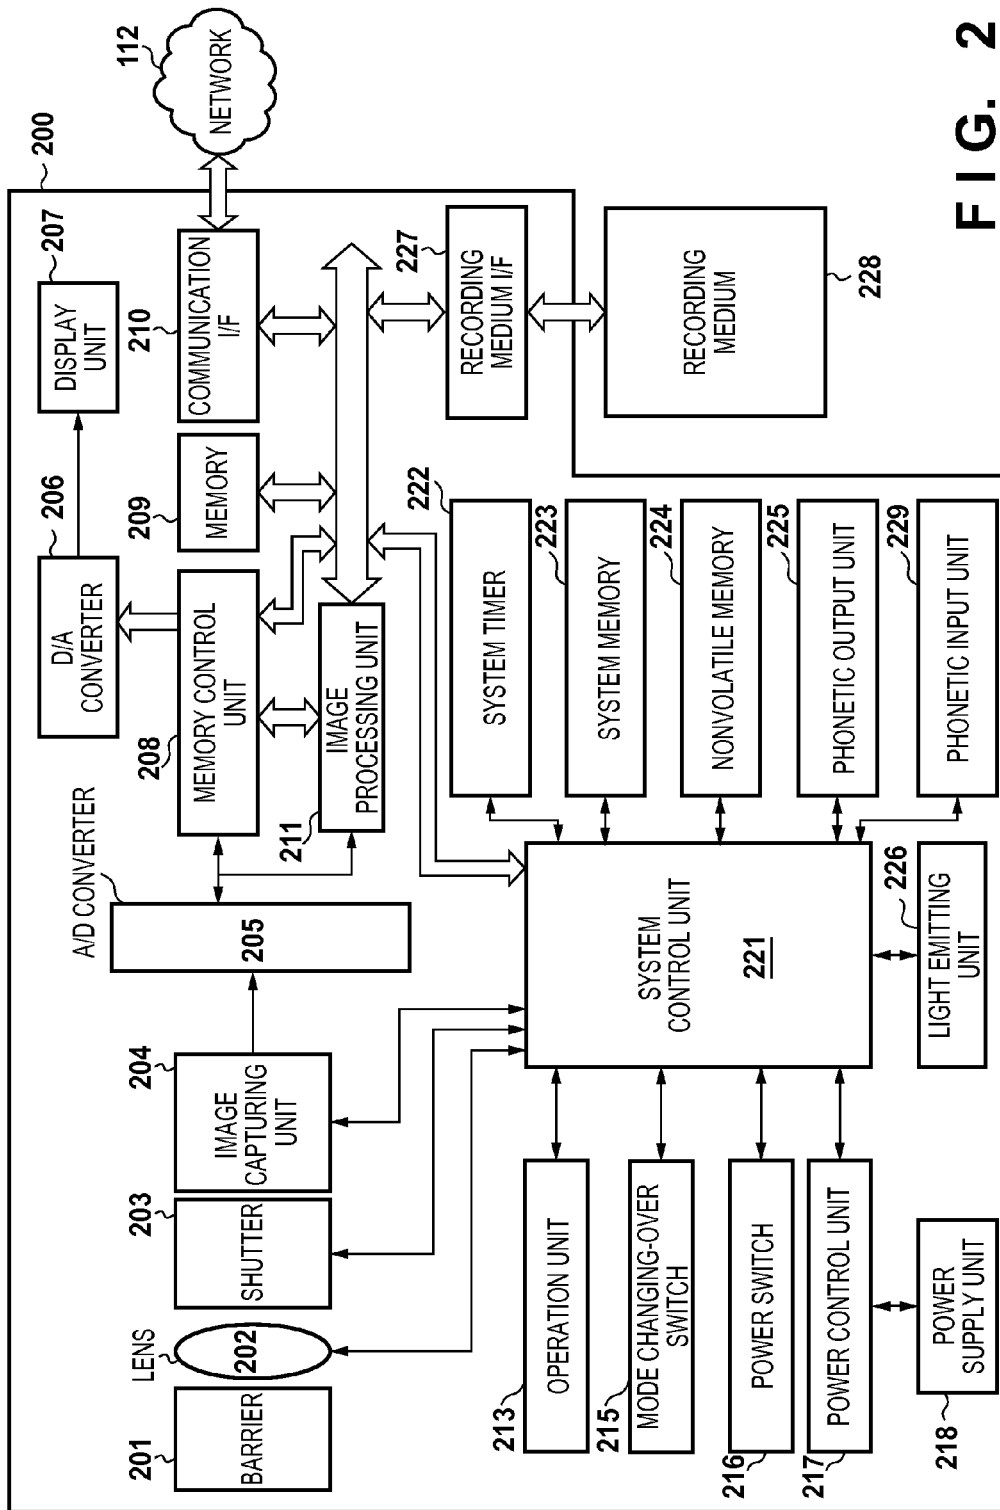 200
BARRIER
201
LENS
202
SHUTTER
203
IMAGE
CAPTURING
UNIT
204
A/D CONVERTER
205
D/A
CONVERTER
206
DISPLAY
UNIT
207
MEMORY CONTROL
UNIT
208
MEMORY
209
COMMUNICATION
I/F
210
NETWORK
112
IMAGE
PROCESSING UNIT
211
RECORDING
MEDIUM I/F
227
RECORDING
MEDIUM
228
OPERATION UNIT
213
MODE CHANGING-OVER
SWITCH
215
POWER SWITCH
216
POWER CONTROL UNIT
217
POWER
SUPPLY UNIT
218
SYSTEM
CONTROL UNIT
221
LIGHT EMITTING
UNIT
226
SYSTEM TIMER
222
SYSTEM MEMORY
223
NONVOLATILE MEMORY
224
PHONETIC OUTPUT UNIT
225
PHONETIC INPUT UNIT
229
FIG. 2